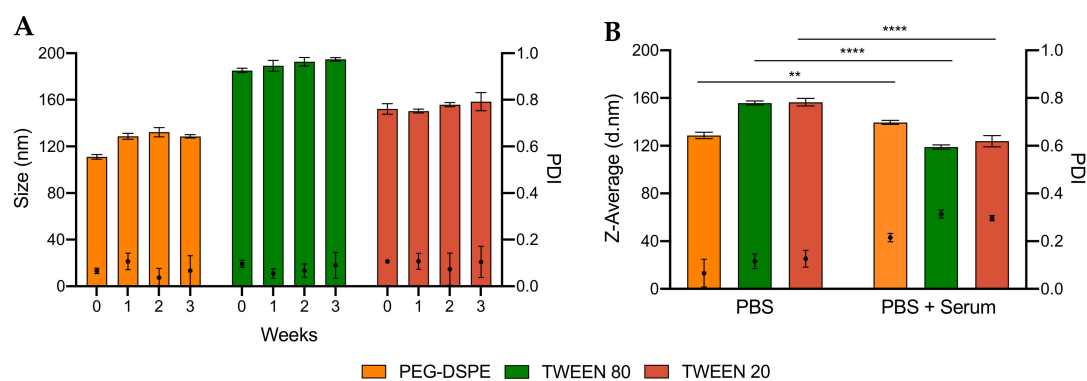 A
B
200
160
120
80
40
0
1.0
0.8
0.6
0.4
0.2
0.0
Size (nm)
PDI
0 1 2 3 0 1 2 3 0 1 2 3
Weeks
200
160
120
80
40
0
1.0
0.8
0.6
0.4
0.2
0.0
Z-Average (d.nm)
PDI
****
****
**
PBS PBS + Serum
PEG-DSPE TWEEN 80 TWEEN 20